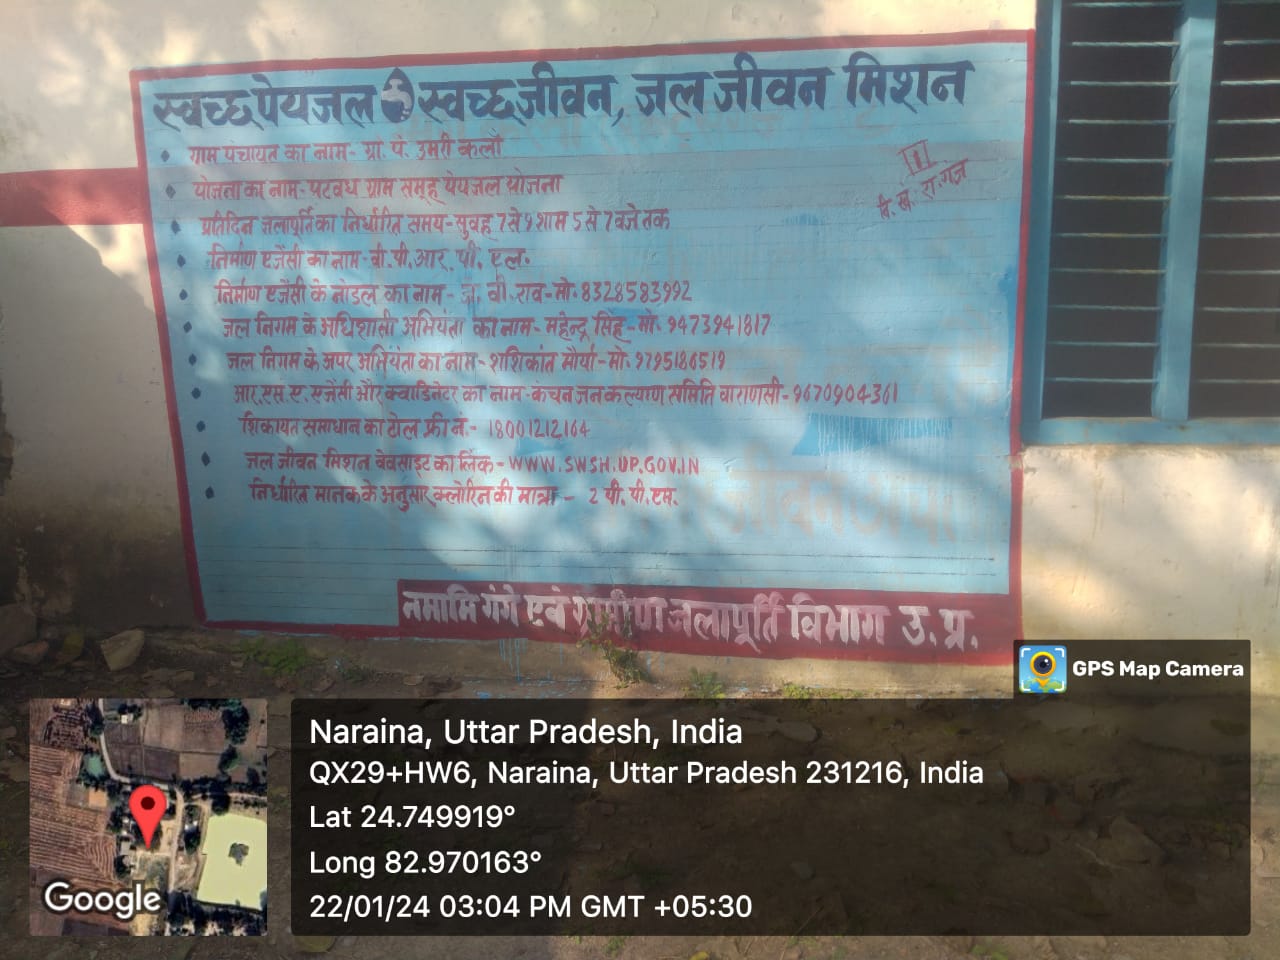 स्वच्छ पेयजल स्वच्छ जीवन, जल जीवन मिशन
ग्राम पंचायत का नाम- ग्रा. पं. उमरी कलाँ
योजना का नाम- पटवध ग्राम समूह पेयजल योजना
1
वि. ख. रा. गंज
प्रतिदिन जलापूर्ति का निर्धारित समय- सुवह 7 से 9 शाम 5 से 7 वजे तक
निर्माण एजेंसी का नाम- वी. पी. आर. पी. एल.
निर्माण एजेंसी के नोडल का नाम- जे. वी. राव- मो. 8328583992
जल निगम के अधिशासी अभियंता का नाम- महेन्द्र सिंह- मो. 9473941817
जल निगम के अपर अभियंता का नाम- शशिकांत मौर्या- मो. 9795186519
आर. एस. ए. एजेंसी और क्वाडिनेटर का नाम- कंचन जन कल्याण समिति वाराणसी- 9670904361
शिकायत समाधान का टोल फ्री नं.- 18001212164
जल जीवन मिशन बेवसाइट का लिंक- WWW.SWSH.UP.GOV.IN
निर्धारित मानक के अनुसार क्लोरिन की मात्रा - 2 पी. पी. एम.
नमामि गंगे एवं ग्रामीण जलापूर्ति विभाग उ. प्र.
GPS Map Camera
Naraina, Uttar Pradesh, India
QX29+HW6, Naraina, Uttar Pradesh 231216, India
Lat 24.749919°
Long 82.970163°
22/01/24 03:04 PM GMT +05:30
Google